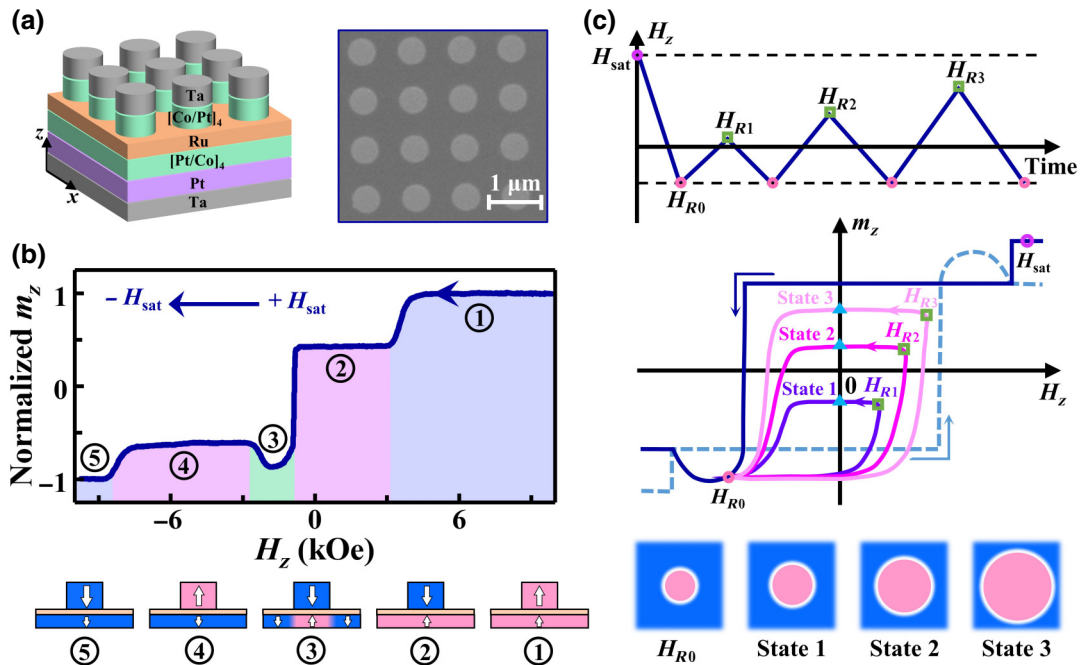 (a)
Ta
[Co/Pt]4
Ru
[Pt/Co]4
Pt
Ta
z
x
1 μm
(b)
Normalized mz
1
0
−1
− Hsat
+ Hsat
①
②
③
④
⑤
−6
0
6
Hz (kOe)
⑤
④
③
②
①
(c)
Hz
Hsat
HR0
HR1
HR2
HR3
Time
mz
Hsat
State 3
HR3
State 2
HR2
State 1
0
HR1
Hz
HR0
HR0
State 1
State 2
State 3